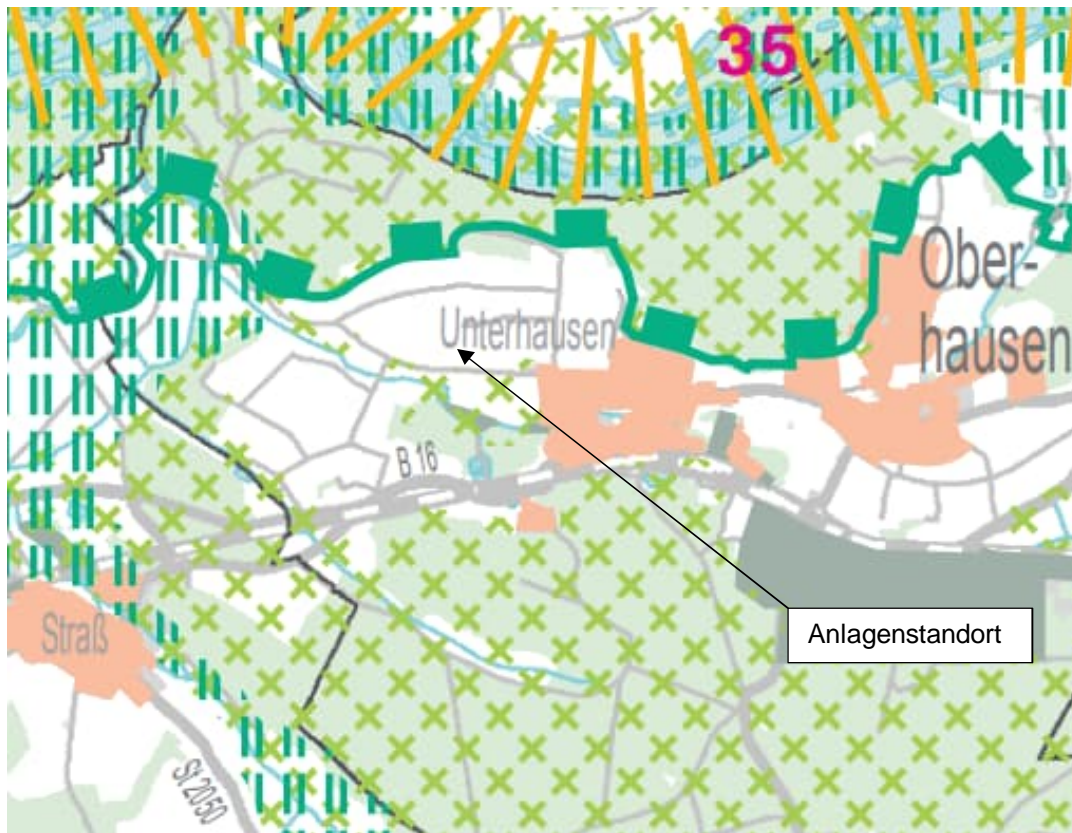 35
Ober-
hausen
Unterhausen
B 16
Anlagenstandort
Straß
St 2050